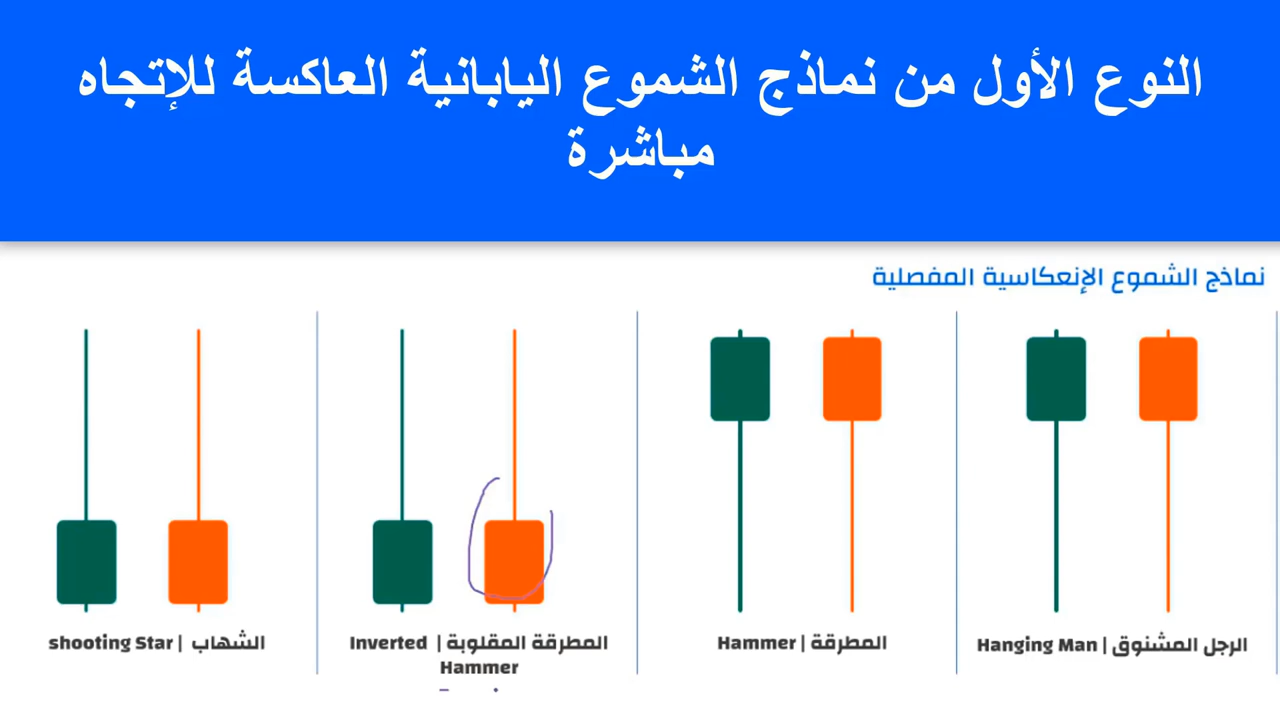 النوع الأول من نماذج الشموع اليابانية العاكسة للإتجاه
مباشرة
نماذج الشموع الإنعكاسية المفصلية
الرجل المشنوق | Hanging Man
المطرقة | Hammer
المطرقة المقلوبة | Inverted
Hammer
الشهاب | shooting Star